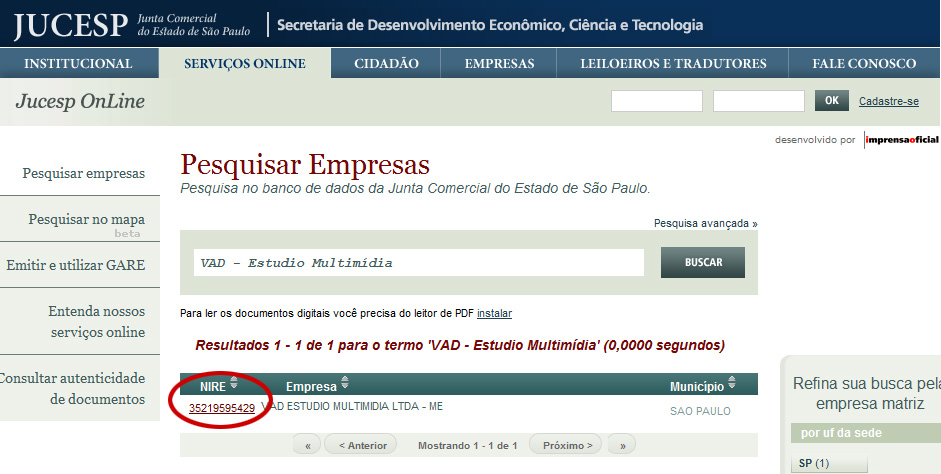 JUCESP Junta Comercial do Estado de São Paulo Secretaria de Desenvolvimento Econômico, Ciência e Tecnologia
INSTITUCIONAL SERVIÇOS ONLINE CIDADÃO EMPRESAS LEILOEIROS E TRADUTORES FALE CONOSCO
Jucesp OnLine OK Cadastre-se
desenvolvido por imprensaoficial
Pesquisar empresas
Pesquisar no mapa
beta
Emitir e utilizar GARE
Entenda nossos
serviços online
Consultar autenticidade
de documentos
Pesquisar Empresas
Pesquisa no banco de dados da Junta Comercial do Estado de São Paulo.
Pesquisa avançada »
VAD - Estudio Multimídia BUSCAR
Para ler os documentos digitais você precisa do leitor de PDF instalar
Resultados 1 - 1 de 1 para o termo 'VAD - Estudio Multimídia' (0,0000 segundos)
NIRE Empresa Município
35219595429 VAD ESTUDIO MULTIMIDIA LTDA - ME SAO PAULO
« < Anterior Mostrando 1 - 1 de 1 Próximo > »
Refina sua busca pela
empresa matriz
por uf da sede
SP (1)